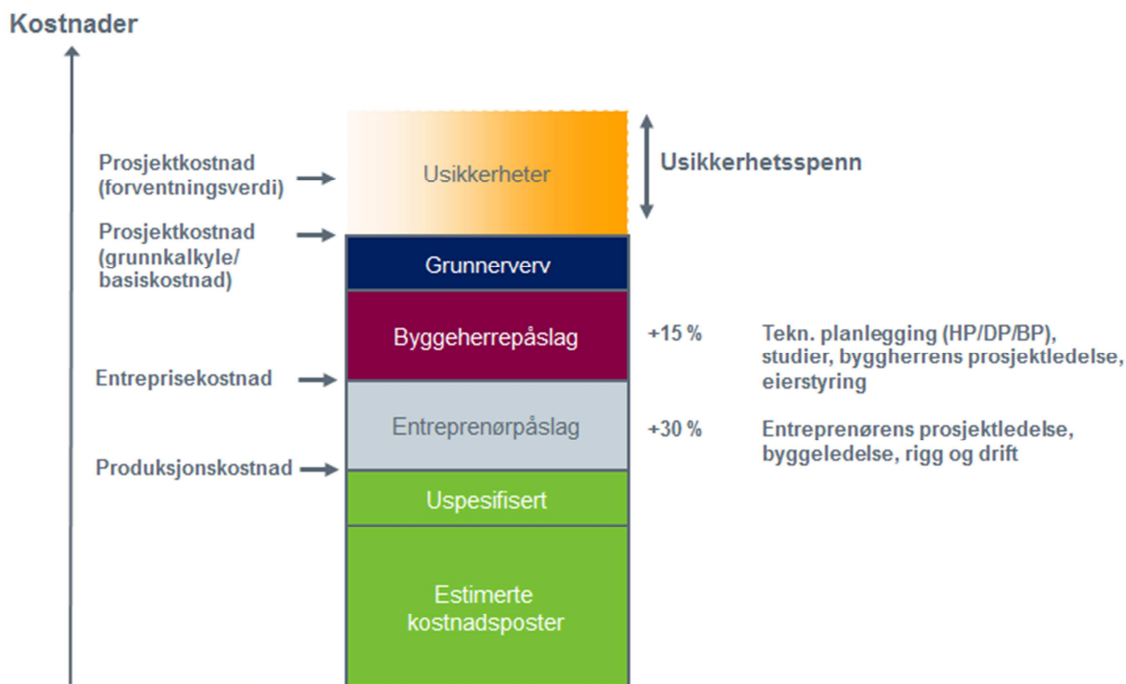 Kostnader
Prosjektkostnad
(forventningsverdi)
Usikkerheter
Usikkerhetsspenn
Prosjektkostnad
(grunnkalkyle/
basiskostnad)
Grunnerverv
Byggeherrepåslag
+15 %
Tekn. planlegging (HP/DP/BP),
studier, byggherrens prosjektledelse,
eierstyring
Entreprisekostnad
Entreprenørpåslag
+30 %
Entreprenørens prosjektledelse,
byggeledelse, rigg og drift
Produksjonskostnad
Uspesifisert
Estimerte
kostnadsposter